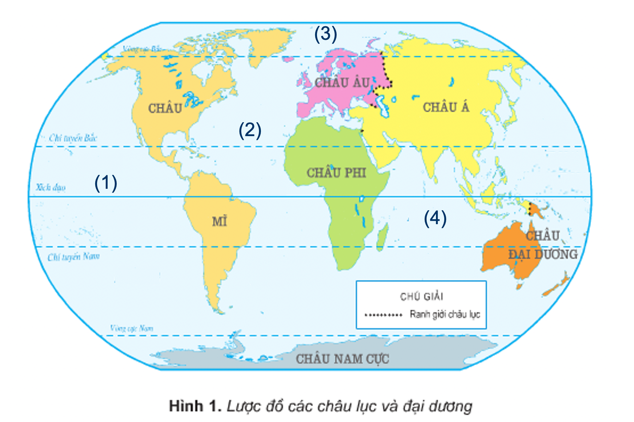 (3)
Vòng cực Bắc
CHÂU ÂU
CHÂU
CHÂU Á
(2)
Chí tuyến Bắc
CHÂU PHI
(1)
Xích đạo
MĨ
(4)
CHÂU
ĐẠI DƯƠNG
Chí tuyến Nam
CHÚ GIẢI
Ranh giới châu lục
Vòng cực Nam
CHÂU NAM CỰC
Hình 1. Lược đồ các châu lục và đại dương